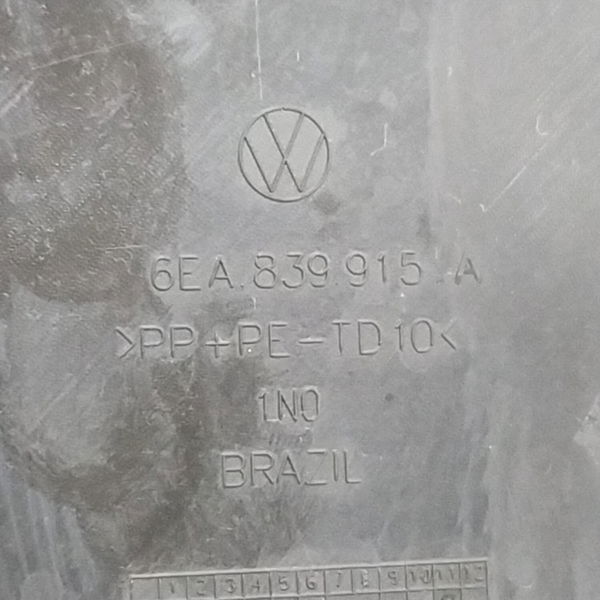 6EA.839.915.A
>PP+PE-TD10<
1N0
BRAZIL
1 2 3 4 5 6 7 8 9 10 11 12